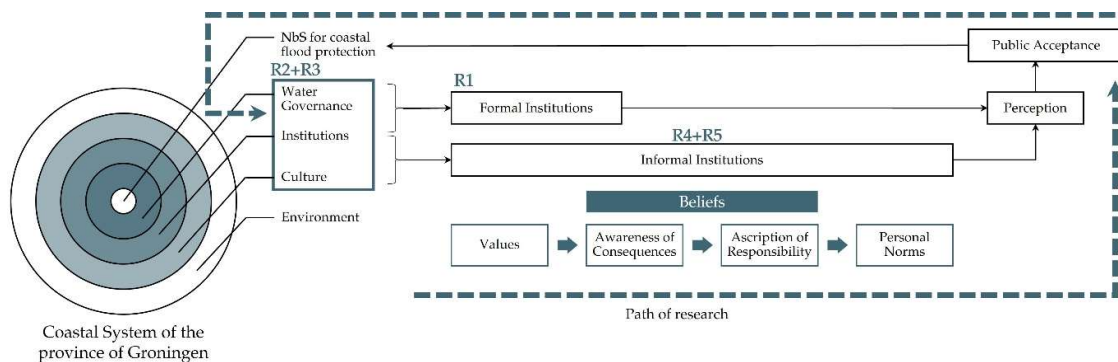 NbS for coastal
flood protection
R2+R3
Water
Governance
Institutions
Culture
Environment
Coastal System of the
province of Groningen
Public Acceptance
R1
Formal Institutions
Perception
R4+R5
Informal Institutions
Beliefs
Values
Awareness of
Consequences
Ascription of
Responsibility
Personal
Norms
Path of research